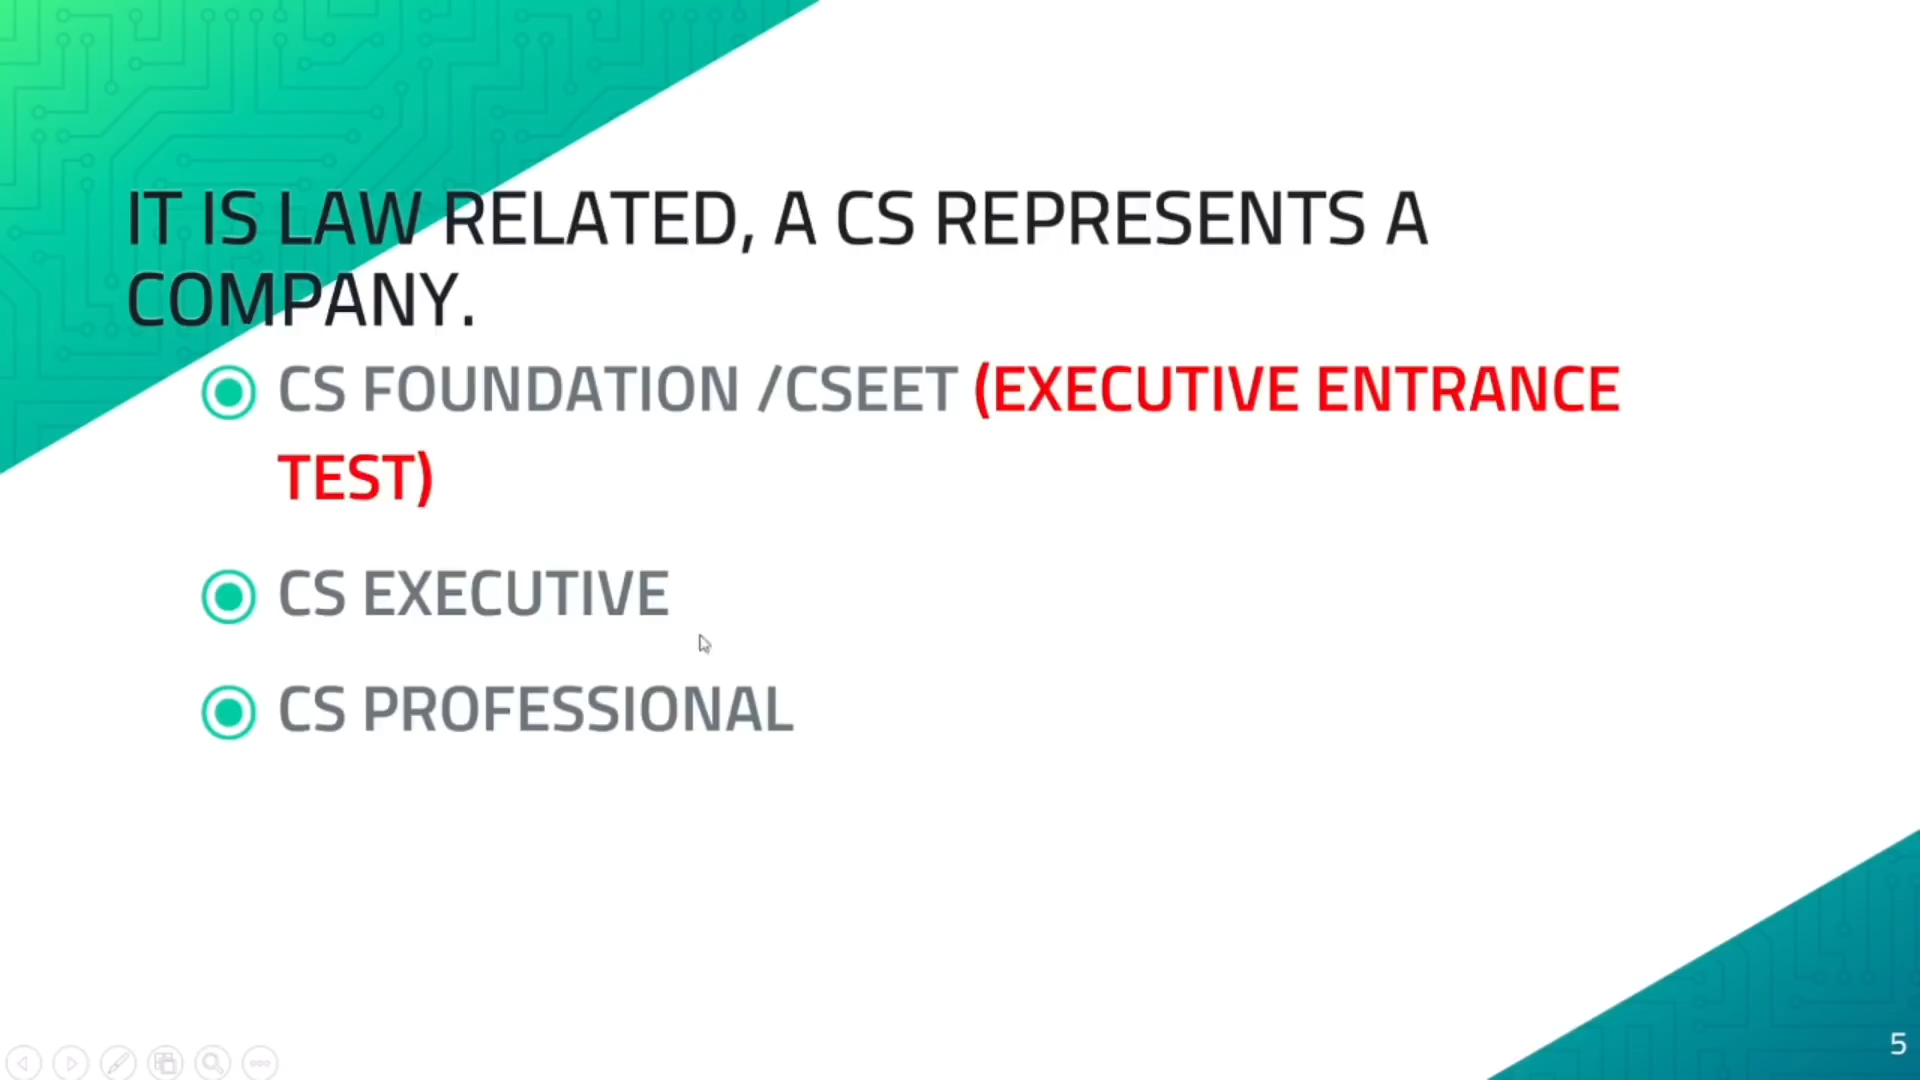 IT IS LAW RELATED, A CS REPRESENTS A
COMPANY.
CS FOUNDATION /CSEET (EXECUTIVE ENTRANCE
TEST)
CS EXECUTIVE
CS PROFESSIONAL
5